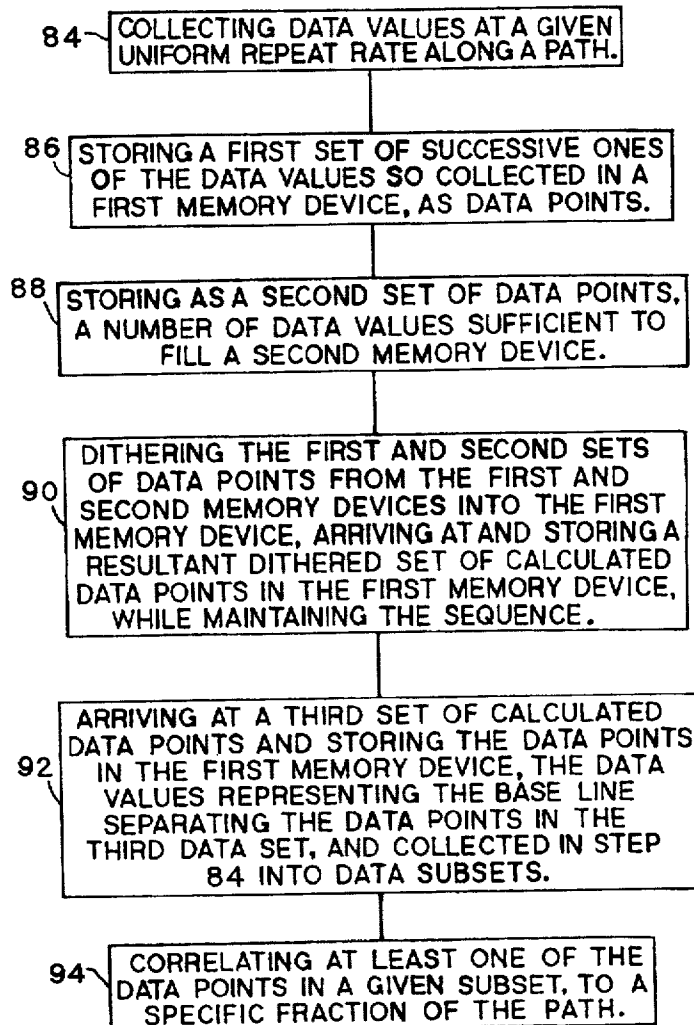 84
COLLECTING DATA VALUES AT A GIVEN
UNIFORM REPEAT RATE ALONG A PATH.
86
STORING A FIRST SET OF SUCCESSIVE ONES
OF THE DATA VALUES SO COLLECTED IN A
FIRST MEMORY DEVICE, AS DATA POINTS.
88
STORING AS A SECOND SET OF DATA POINTS,
A NUMBER OF DATA VALUES SUFFICIENT TO
FILL A SECOND MEMORY DEVICE.
90
DITHERING THE FIRST AND SECOND SETS
OF DATA POINTS FROM THE FIRST AND
SECOND MEMORY DEVICES INTO THE FIRST
MEMORY DEVICE, ARRIVING AT AND STORING A
RESULTANT DITHERED SET OF CALCULATED
DATA POINTS IN THE FIRST MEMORY DEVICE,
WHILE MAINTAINING THE SEQUENCE.
92
ARRIVING AT A THIRD SET OF CALCULATED
DATA POINTS AND STORING THE DATA POINTS
IN THE FIRST MEMORY DEVICE, THE DATA
VALUES REPRESENTING THE BASE LINE
SEPARATING THE DATA POINTS IN THE
THIRD DATA SET, AND COLLECTED IN STEP
84 INTO DATA SUBSETS.
94
CORRELATING AT LEAST ONE OF THE
DATA POINTS IN A GIVEN SUBSET, TO A
SPECIFIC FRACTION OF THE PATH.